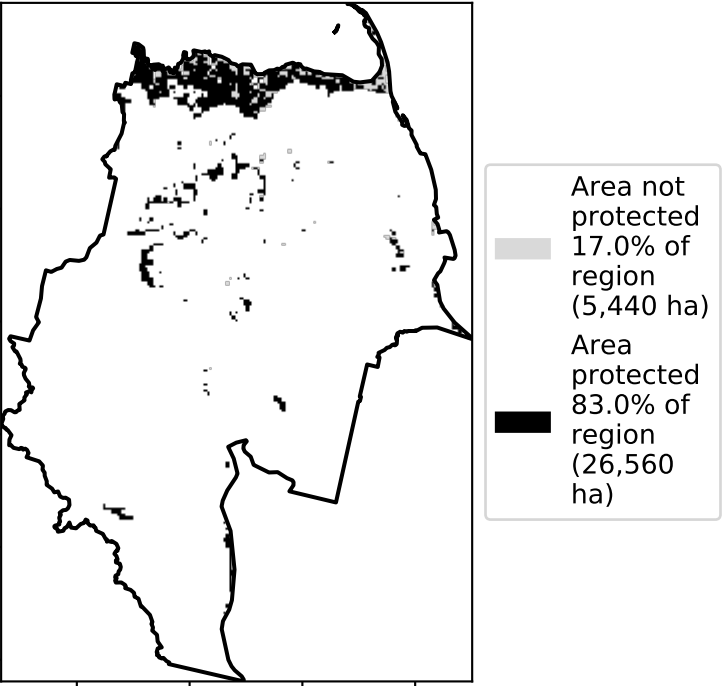 Area not
protected
17.0% of
region
(5,440 ha)
Area
protected
83.0% of
region
(26,560
ha)